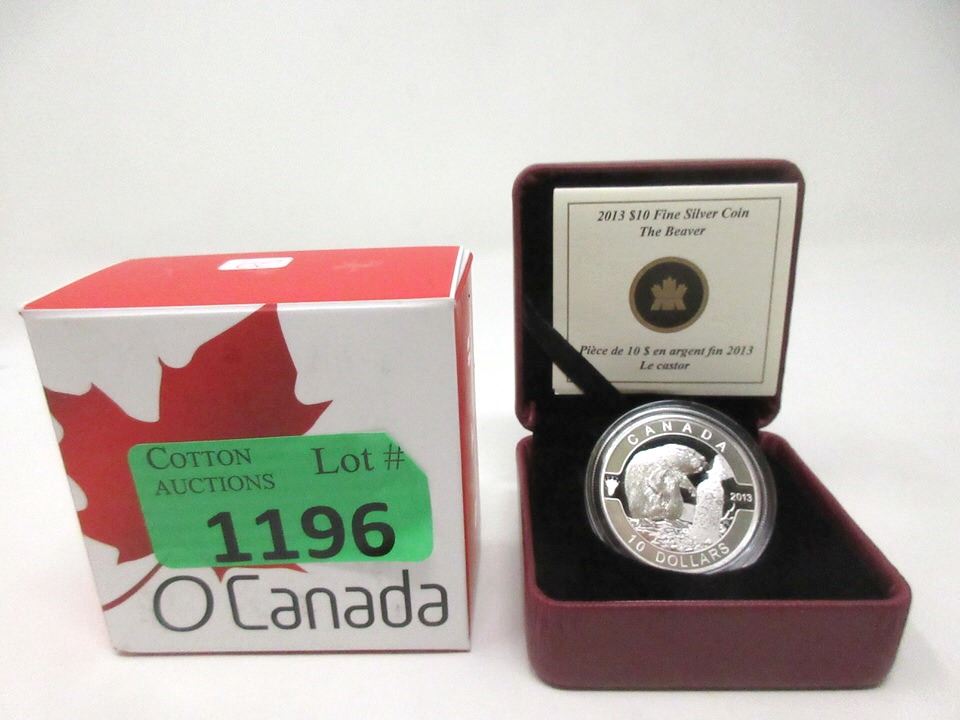 COTTON
AUCTIONS
Lot #
1196
O Canada
2013 $10 Fine Silver Coin
The Beaver
Pièce de 10 $ en argent fin 2013
Le castor
CANADA
2013
10 DOLLARS